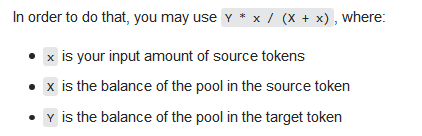 In order to do that, you may use Y * x / (X + x) , where:
• x is your input amount of source tokens
• X is the balance of the pool in the source token
• Y is the balance of the pool in the target token